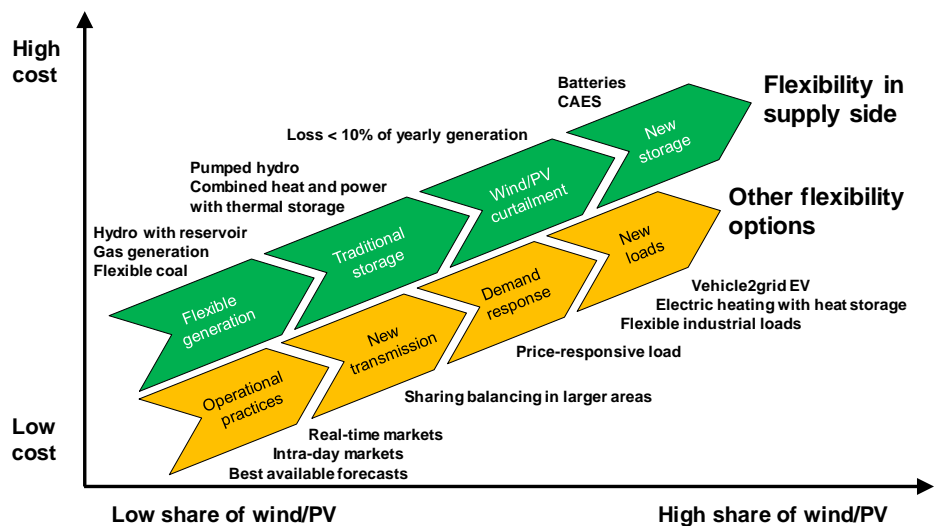 High
cost
Batteries
CAES
Flexibility in
supply side
New
storage
Loss < 10% of yearly generation
Wind/PV
curtailment
Pumped hydro
Combined heat and power
with thermal storage
Traditional
storage
Hydro with reservoir
Gas generation
Flexible coal
Flexible
generation
Other flexibility
options
New
loads
Vehicle2grid EV
Electric heating with heat storage
Flexible industrial loads
Demand
response
Price-responsive load
New
transmission
Sharing balancing in larger areas
Operational
practices
Real-time markets
Intra-day markets
Best available forecasts
Low
cost
Low share of wind/PV
High share of wind/PV